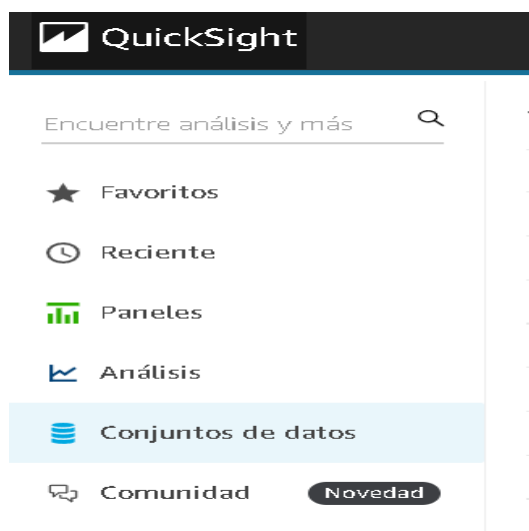 QuickSight
Encuentre análisis y más
Favoritos
Reciente
Paneles
Análisis
Conjuntos de datos
Comunidad Novedad